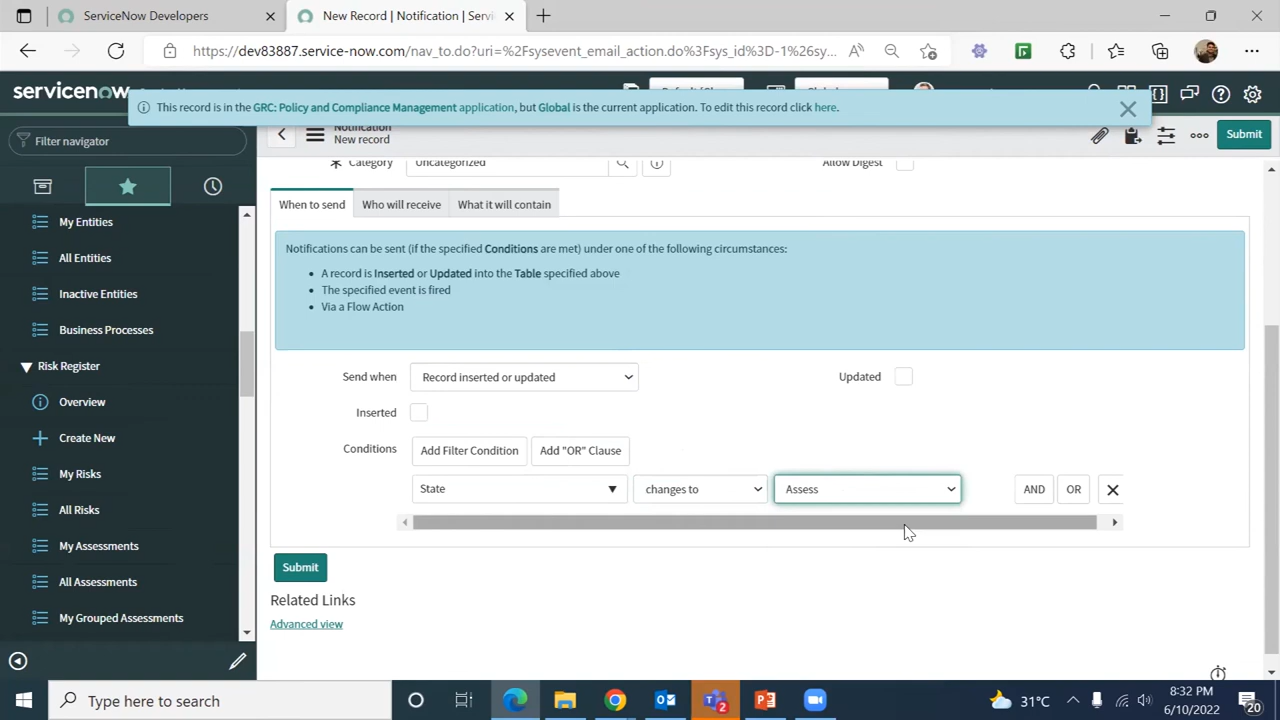 ServiceNow Developers
New Record | Notification | Servi
https://dev83887.service-now.com/nav_to.do?uri=%2Fsysevent_email_action.do%3Fsys_id%3D-1%26sy...
servicenow
This record is in the GRC: Policy and Compliance Management application, but Global is the current application. To edit this record click here.
Filter navigator
Notification
New record
Submit
Category
Uncategorized
Allow Digest
When to send
Who will receive
What it will contain
My Entities
All Entities
Inactive Entities
Business Processes
Risk Register
Overview
Create New
My Risks
All Risks
My Assessments
All Assessments
My Grouped Assessments
Notifications can be sent (if the specified Conditions are met) under one of the following circumstances:
A record is Inserted or Updated into the Table specified above
The specified event is fired
Via a Flow Action
Send when
Record inserted or updated
Updated
Inserted
Conditions
Add Filter Condition
Add "OR" Clause
State
changes to
Assess
AND
OR
Submit
Related Links
Advanced view
Type here to search
2
31°C
8:32 PM
6/10/2022
20